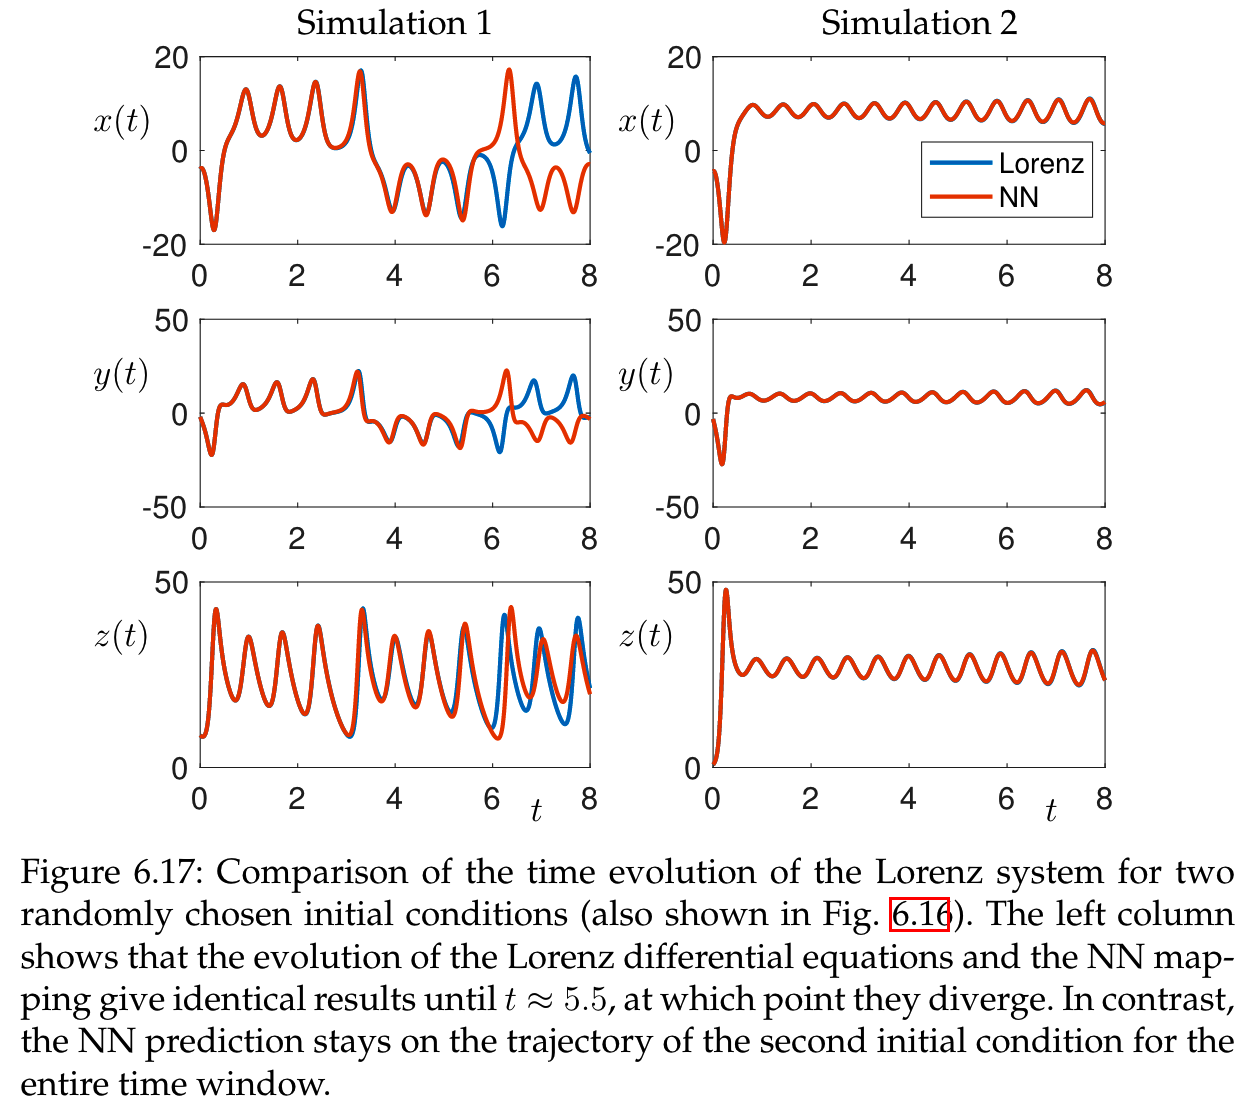 Simulation 1
Simulation 2
20
x(t)
0
-20
0 2 4 6 8
20
x(t)
0
-20
Lorenz
NN
0 2 4 6 8
50
y(t)
0
-50
0 2 4 6 8
50
y(t)
0
-50
0 2 4 6 8
50
z(t)
0
0 2 4 6 t 8
50
z(t)
0
0 2 4 6 t 8
Figure 6.17: Comparison of the time evolution of the Lorenz system for two
randomly chosen initial conditions (also shown in Fig. 6.16). The left column
shows that the evolution of the Lorenz differential equations and the NN map-
ping give identical results until t ≈ 5.5, at which point they diverge. In contrast,
the NN prediction stays on the trajectory of the second initial condition for the
entire time window.